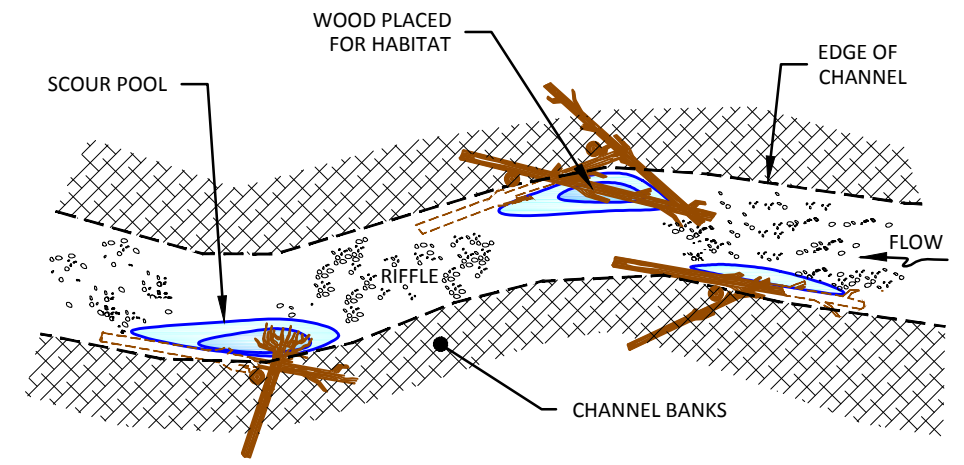 WOOD PLACED
FOR HABITAT
EDGE OF
CHANNEL
SCOUR POOL
FLOW
RIFFLE
CHANNEL BANKS